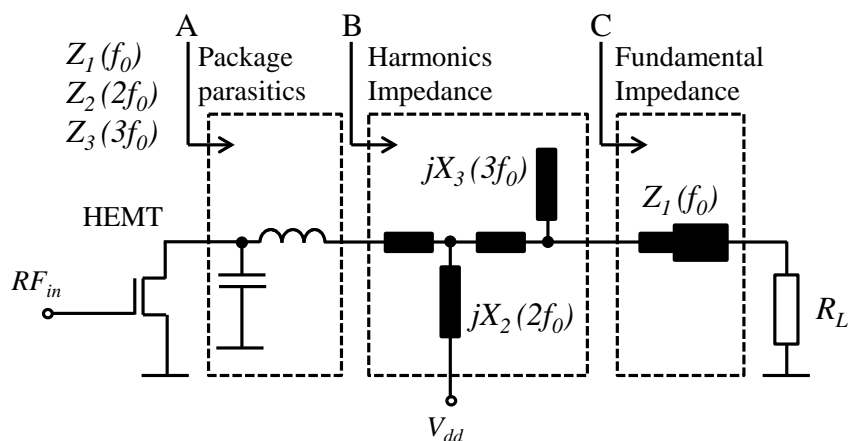 A
B
C
Z1(f0)
Z2(2f0)
Z3(3f0)
Package
parasitics
Harmonics
Impedance
Fundamental
Impedance
jX3(3f0)
Z1(f0)
HEMT
RFin
jX2(2f0)
RL
Vdd